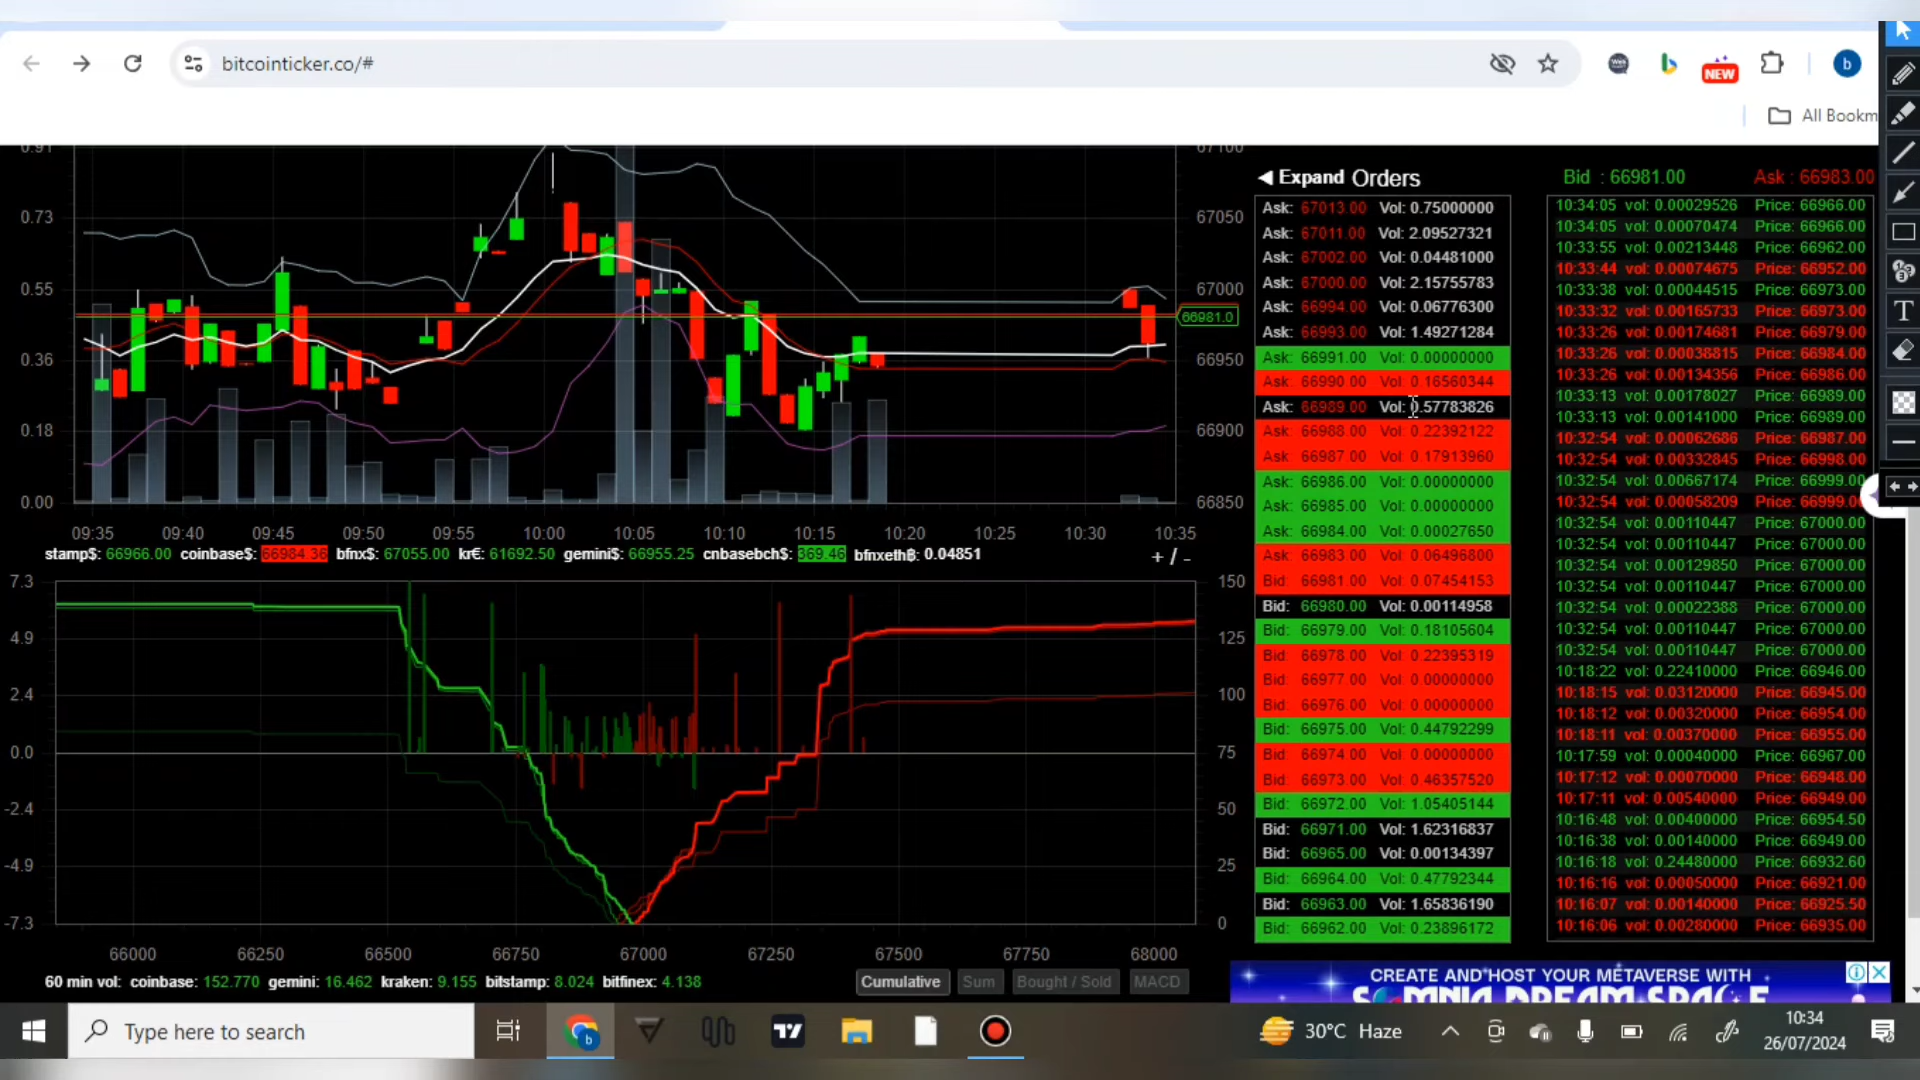 bitcointicker.co/#
NEW
b
All Bookm
0.91
0.73
0.55
0.36
0.18
0.00
67100
67050
67000
66981.0
66950
66900
66850
09:35 09:40 09:45 09:50 09:55 10:00 10:05 10:10 10:15 10:20 10:25 10:30 10:35
stamp$: 66966.00 coinbase$: 66984.36 bfnx$: 67055.00 kr€: 61692.50 gemini$: 66955.25 cnbasebch$: 369.46 bfnxethB: 0.04851
+ / -
7.3
4.9
2.4
0.0
-2.4
-4.9
-7.3
150
125
100
75
50
25
0
66000 66250 66500 66750 67000 67250 67500 67750 68000
60 min vol: coinbase: 152.770 gemini: 16.462 kraken: 9.155 bitstamp: 8.024 bitfinex: 4.138
Cumulative Sum Bought / Sold MACD
◀ Expand Orders
Ask: 67013.00 Vol: 0.75000000
Ask: 67011.00 Vol: 2.09527321
Ask: 67002.00 Vol: 0.04481000
Ask: 67000.00 Vol: 2.15755783
Ask: 66994.00 Vol: 0.06776300
Ask: 66993.00 Vol: 1.49271284
Ask: 66991.00 Vol: 0.00000000
Ask: 66990.00 Vol: 0.16560344
Ask: 66989.00 Vol: 0.57783826
Ask: 66988.00 Vol: 0.22392122
Ask: 66987.00 Vol: 0.17913960
Ask: 66986.00 Vol: 0.00000000
Ask: 66985.00 Vol: 0.00000000
Ask: 66984.00 Vol: 0.00027650
Ask: 66983.00 Vol: 0.06496800
Bid: 66981.00 Vol: 0.07454153
Bid: 66980.00 Vol: 0.00114958
Bid: 66979.00 Vol: 0.18105604
Bid: 66978.00 Vol: 0.22395319
Bid: 66977.00 Vol: 0.00000000
Bid: 66976.00 Vol: 0.00000000
Bid: 66975.00 Vol: 0.44792299
Bid: 66974.00 Vol: 0.00000000
Bid: 66973.00 Vol: 0.46357520
Bid: 66972.00 Vol: 1.05405144
Bid: 66971.00 Vol: 1.62316837
Bid: 66965.00 Vol: 0.00134397
Bid: 66964.00 Vol: 0.47792344
Bid: 66963.00 Vol: 1.65836190
Bid: 66962.00 Vol: 0.23896172
Bid : 66981.00 Ask : 66983.00
10:34:05 vol: 0.00029526 Price: 66966.00
10:34:05 vol: 0.00070474 Price: 66966.00
10:33:55 vol: 0.00213448 Price: 66962.00
10:33:44 vol: 0.00074675 Price: 66952.00
10:33:38 vol: 0.00044515 Price: 66973.00
10:33:32 vol: 0.00165733 Price: 66973.00
10:33:26 vol: 0.00174681 Price: 66979.00
10:33:26 vol: 0.00038815 Price: 66984.00
10:33:26 vol: 0.00134356 Price: 66986.00
10:33:13 vol: 0.00178027 Price: 66989.00
10:33:13 vol: 0.00141000 Price: 66989.00
10:32:54 vol: 0.00062686 Price: 66987.00
10:32:54 vol: 0.00332845 Price: 66998.00
10:32:54 vol: 0.00667174 Price: 66999.00
10:32:54 vol: 0.00058209 Price: 66999.00
10:32:54 vol: 0.00110447 Price: 67000.00
10:32:54 vol: 0.00110447 Price: 67000.00
10:32:54 vol: 0.00129850 Price: 67000.00
10:32:54 vol: 0.00110447 Price: 67000.00
10:32:54 vol: 0.00022388 Price: 67000.00
10:32:54 vol: 0.00110447 Price: 67000.00
10:32:54 vol: 0.00110447 Price: 67000.00
10:18:22 vol: 0.22410000 Price: 66946.00
10:18:15 vol: 0.03120000 Price: 66945.00
10:18:12 vol: 0.00320000 Price: 66954.00
10:18:11 vol: 0.00370000 Price: 66955.00
10:17:59 vol: 0.00040000 Price: 66967.00
10:17:12 vol: 0.00070000 Price: 66948.00
10:17:11 vol: 0.00540000 Price: 66949.00
10:16:48 vol: 0.00400000 Price: 66954.50
10:16:38 vol: 0.00140000 Price: 66949.00
10:16:18 vol: 0.24480000 Price: 66932.60
10:16:16 vol: 0.00050000 Price: 66921.00
10:16:07 vol: 0.00140000 Price: 66925.50
10:16:06 vol: 0.00280000 Price: 66935.00
CREATE AND HOST YOUR METAVERSE WITH
SOMNIA DREAM SPACE
Type here to search
30°C Haze
10:34
26/07/2024